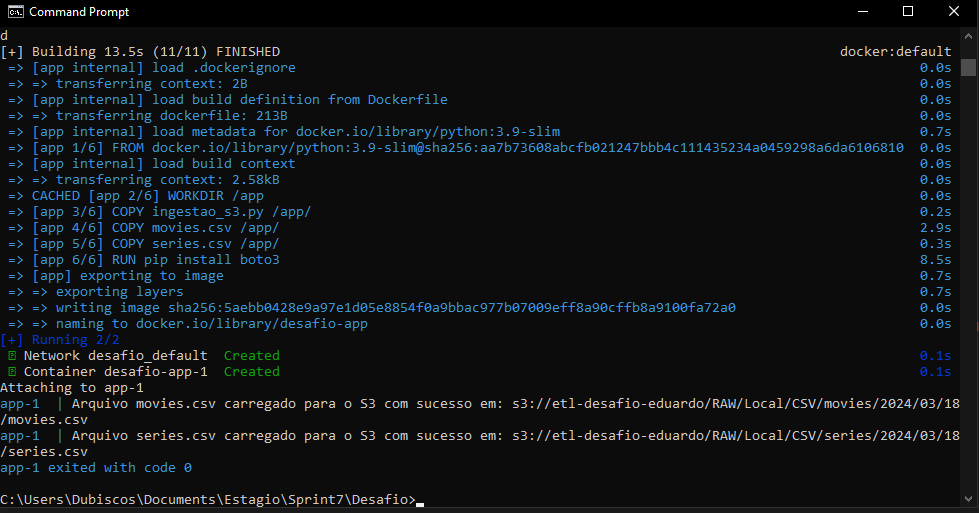 Command Prompt
d
[+] Building 13.5s (11/11) FINISHED docker:default
=> [app internal] load .dockerignore 0.0s
=> => transferring context: 2B 0.0s
=> [app internal] load build definition from Dockerfile 0.0s
=> => transferring dockerfile: 213B 0.0s
=> [app internal] load metadata for docker.io/library/python:3.9-slim 0.7s
=> [app 1/6] FROM docker.io/library/python:3.9-slim@sha256:aa7b73608abcfb021247bbb4c111435234a0459298a6da6106810 0.0s
=> [app internal] load build context 0.0s
=> => transferring context: 2.58kB 0.0s
=> CACHED [app 2/6] WORKDIR /app 0.0s
=> [app 3/6] COPY ingestao_s3.py /app/ 0.2s
=> [app 4/6] COPY movies.csv /app/ 2.9s
=> [app 5/6] COPY series.csv /app/ 0.3s
=> [app 6/6] RUN pip install boto3 8.5s
=> [app] exporting to image 0.7s
=> => exporting layers 0.7s
=> => writing image sha256:5aebb0428e9a97e1d05e8854f0a9bbac977b07009eff8a90cffb8a9100fa72a0 0.0s
=> => naming to docker.io/library/desafio-app 0.0s
[+] Running 2/2
Network desafio_default Created 0.1s
Container desafio-app-1 Created 0.1s
Attaching to app-1
app-1 | Arquivo movies.csv carregado para o S3 com sucesso em: s3://etl-desafio-eduardo/RAW/Local/CSV/movies/2024/03/18
/movies.csv
app-1 | Arquivo series.csv carregado para o S3 com sucesso em: s3://etl-desafio-eduardo/RAW/Local/CSV/series/2024/03/18
/series.csv
app-1 exited with code 0
C:\Users\Dubiscos\Documents\Estagio\Sprint7\Desafio>